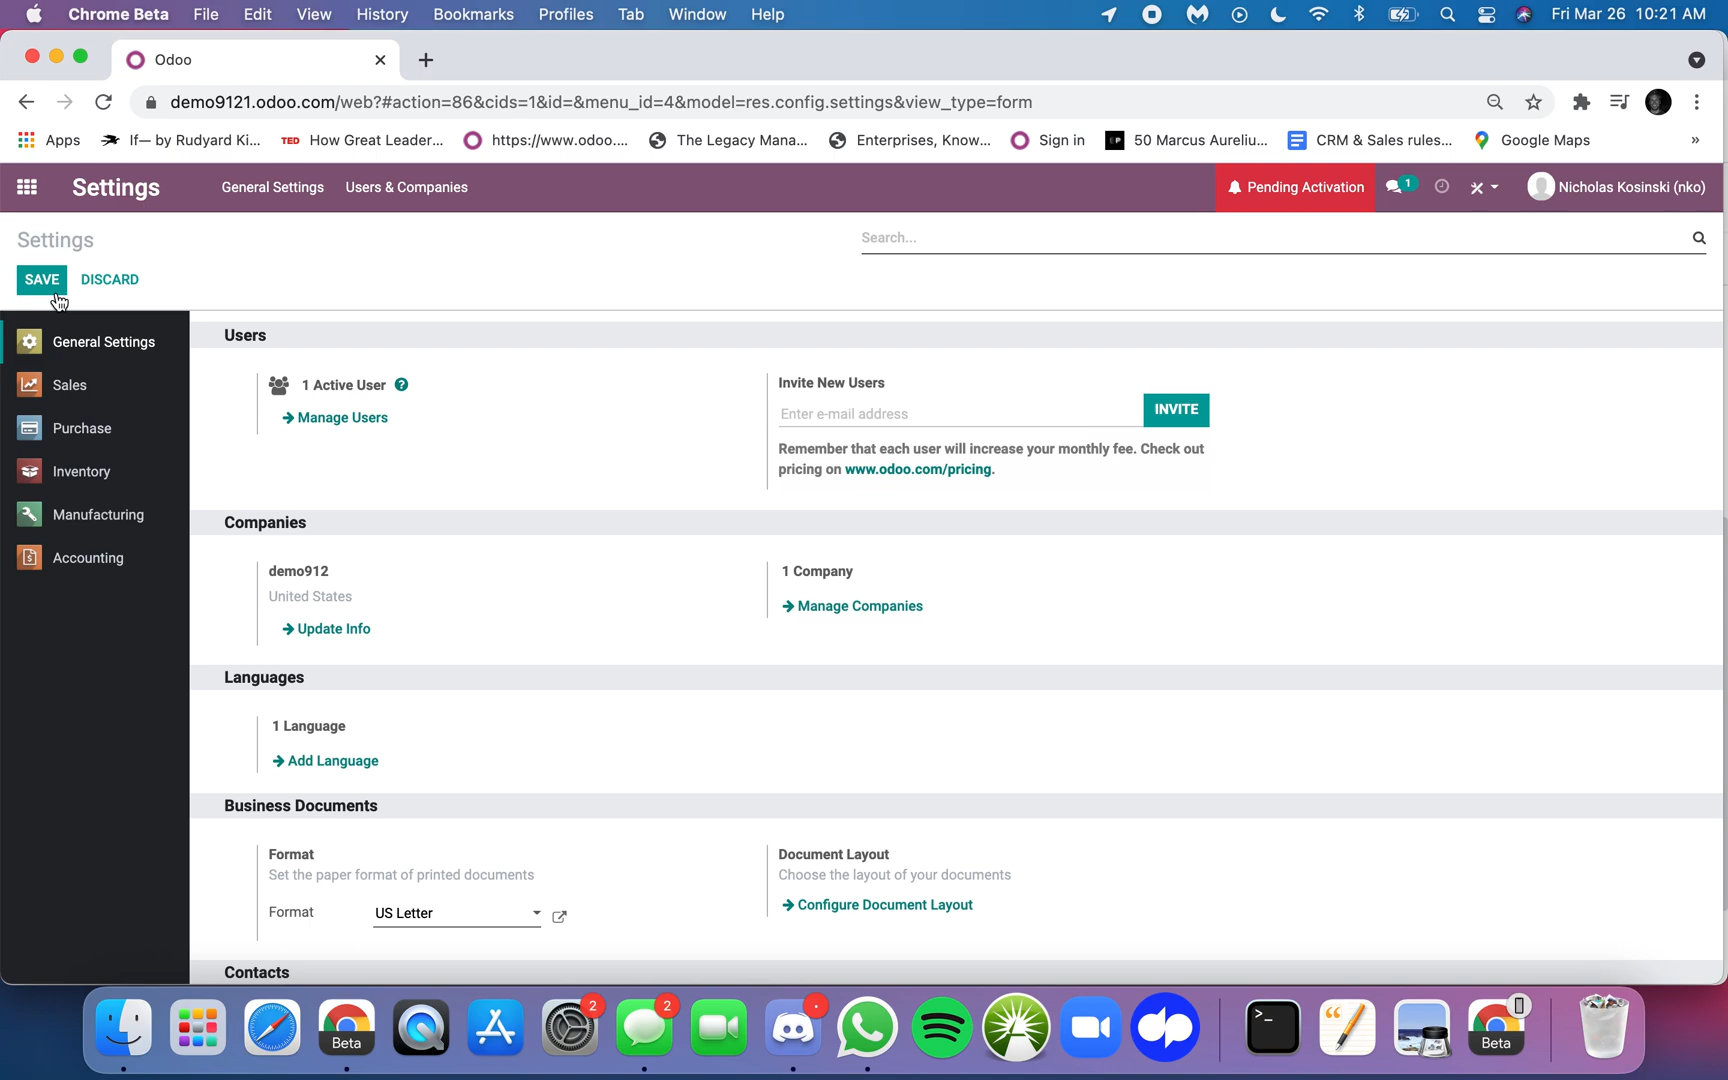 Chrome Beta File Edit View History Bookmarks Profiles Tab Window Help Fri Mar 26 10:21 AM
Odoo
demo9121.odoo.com/web?#action=86&cids=1&id=&menu_id=4&model=res.config.settings&view_type=form
Apps If— by Rudyard Ki... TED How Great Leader... https://www.odoo.... The Legacy Mana... Enterprises, Know... Sign in 50 Marcus Aureliu... CRM & Sales rules... Google Maps »
Settings General Settings Users & Companies Pending Activation 1 Nicholas Kosinski (nko)
Settings
Search...
SAVE DISCARD
General Settings
Sales
Purchase
Inventory
Manufacturing
Accounting
Users
1 Active User ?
Manage Users
Invite New Users
Enter e-mail address
INVITE
Remember that each user will increase your monthly fee. Check out
pricing on www.odoo.com/pricing.
Companies
demo912
United States
Update Info
1 Company
Manage Companies
Languages
1 Language
Add Language
Business Documents
Format
Set the paper format of printed documents
Format US Letter
Document Layout
Choose the layout of your documents
Configure Document Layout
Contacts
Beta
2
2
Beta